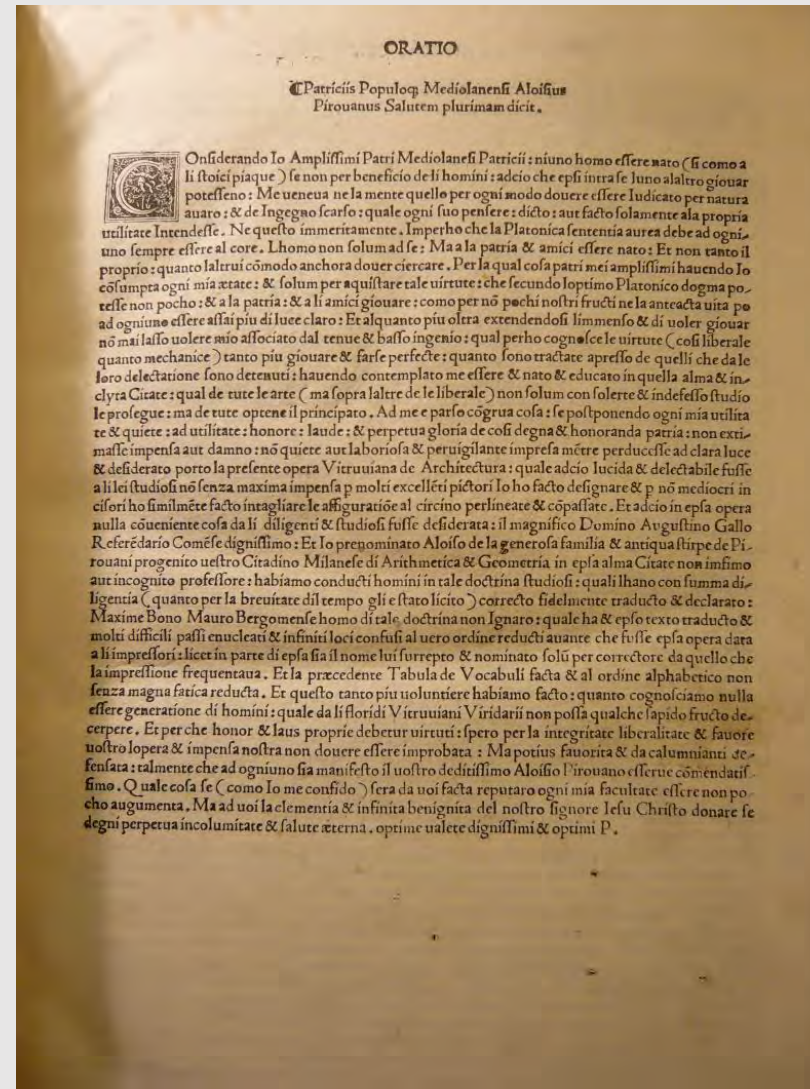 ORATIO
ℂPatriciis Populoq; Mediolanensi Aloisius
Pirouanus Salutem plurimam dicit.
COnsiderando Io Amplissimi Patri Mediolanesi Patricii: niuno homo essere nato (si como a
li stoici piaque) se non per beneficio de li homini: adcio che epsi intra se luno alaltro giouar
potesseno: Me ueneua ne la mente quello per ogni modo douere essere Iudicato per natura
auaro: & de Ingegno scarso: quale ogni suo pensere: dicto: aut facto solamente ala propria
utilitate Intendesse. Ne questo immeritamente. Imperho che la Platonica sententia aurea debe ad ogni-
uno sempre essere al core. Lhomo non solum ad se: Ma a la patria & amici essere nato: Et non tanto il
proprio: quanto laltrui cōmodo anchora douer ciercare. Per la qual cosa patri mei amplissimi hauendo Io
cōsumpta ogni mia ætate: & solum per aquistare tale uirtute: che secundo loptimo Platonico dogma po-
tesse non pocho: & a la patria: & a li amici giouare: como per nō pochi nostri fructi ne la anteacta uita po
ad ogniuno essere assai piu di luce claro: Et alquanto piu oltra extendendosi limmenso & di uoler giouar
nō mai lasso uolere mio associato dal tenue & basso ingenio: qual perho cognosce le uirtute (cosi liberale
quanto mechanice) tanto piu giouare & farse perfecte: quanto sono tractate apresso de quelli che da le
loro delectatione sono detenuti: hauendo contemplato me essere & nato & educato in quella alma & in-
clyta Citate: qual de tute le arte (ma sopra laltre de le liberale) non solum con solerte & indefesso studio
le prosegue: ma de tute optene il principato. Ad me e parso cōgrua cosa: se postponendo ogni mia utilita
te & quiete: ad utilitate: honore: laude: & perpetua gloria de cosi degna & honoranda patria: non exti-
masse impensa aut damno: nō quiete aut laboriosa & peruigilante impresa mētre perducesse ad clara luce
& desiderato porto la presente opera Vitruuiana de Architectura: quale adcio lucida & delectabile fusse
a li lei studiosi nō senza maxima impensa p molti excellēti pictori Io ho facto designare & p nō mediocri in
cisori ho similmēte facto intagliare le affiguratiōe al circino perlineate & cōpassate. Et adcio in epsa opera
nulla cōueniente cosa da li diligenti & studiosi fusse desiderata: il magnifico Domino Augustino Gallo
Referēdario Comēse dignissimo: Et Io prenominato Aloiso de la generosa familia & antiqua stirpe de Pi-
rouani progenito uestro Citadino Milanese di Arithmetica & Geometria in epsa alma Citate non infimo
aut incognito professore: habiamo conducti homini in tale doctrina studiosi: quali lhano con summa di-
ligentia (quanto per la breuitate dil tempo gli e stato licito) correcto fidelmente traducto & declarato:
Maxime Bono Mauro Bergomense homo di tale doctrina non Ignaro: quale ha & epso texto traducto &
molti difficili passi enucleati & infiniti loci confusi al uero ordine reducti auante che fusse epsa opera data
a li impressori: licet in parte di epsa sia il nome lui surrepto & nominato solū per correctore da quello che
la impressione frequentaua. Et la præcedente Tabula de Vocabuli facta & al ordine alphabetico non
senza magna fatica reducta. Et questo tanto piu uoluntiere habiamo facto: quanto cognosciamo nulla
essere generatione di homini: quale da li floridi Vitruuiani Viridarii non possa qualche sapido fructo de-
cerpere. Et per che honor & laus proprie debetur uirtuti: spero per la integritate liberalitate & fauore
uostro lopera & impensa nostra non douere essere improbata: Ma potius fauorita & da calumnianti de-
fensata: talmente che ad ogniuno sia manifesto il uostro deditissimo Aloisio Pirouano esserue cōmendatis-
simo. Quale cosa se (como Io me confido) sera da uoi facta reputaro ogni mia facultate essere non po-
cho augumenta. Ma ad uoi la clementia & infinita benignita del nostro signore Iesu Christo donare se
degni perpetua incolumitate & salute æterna. optime ualete dignissimi & optimi P.